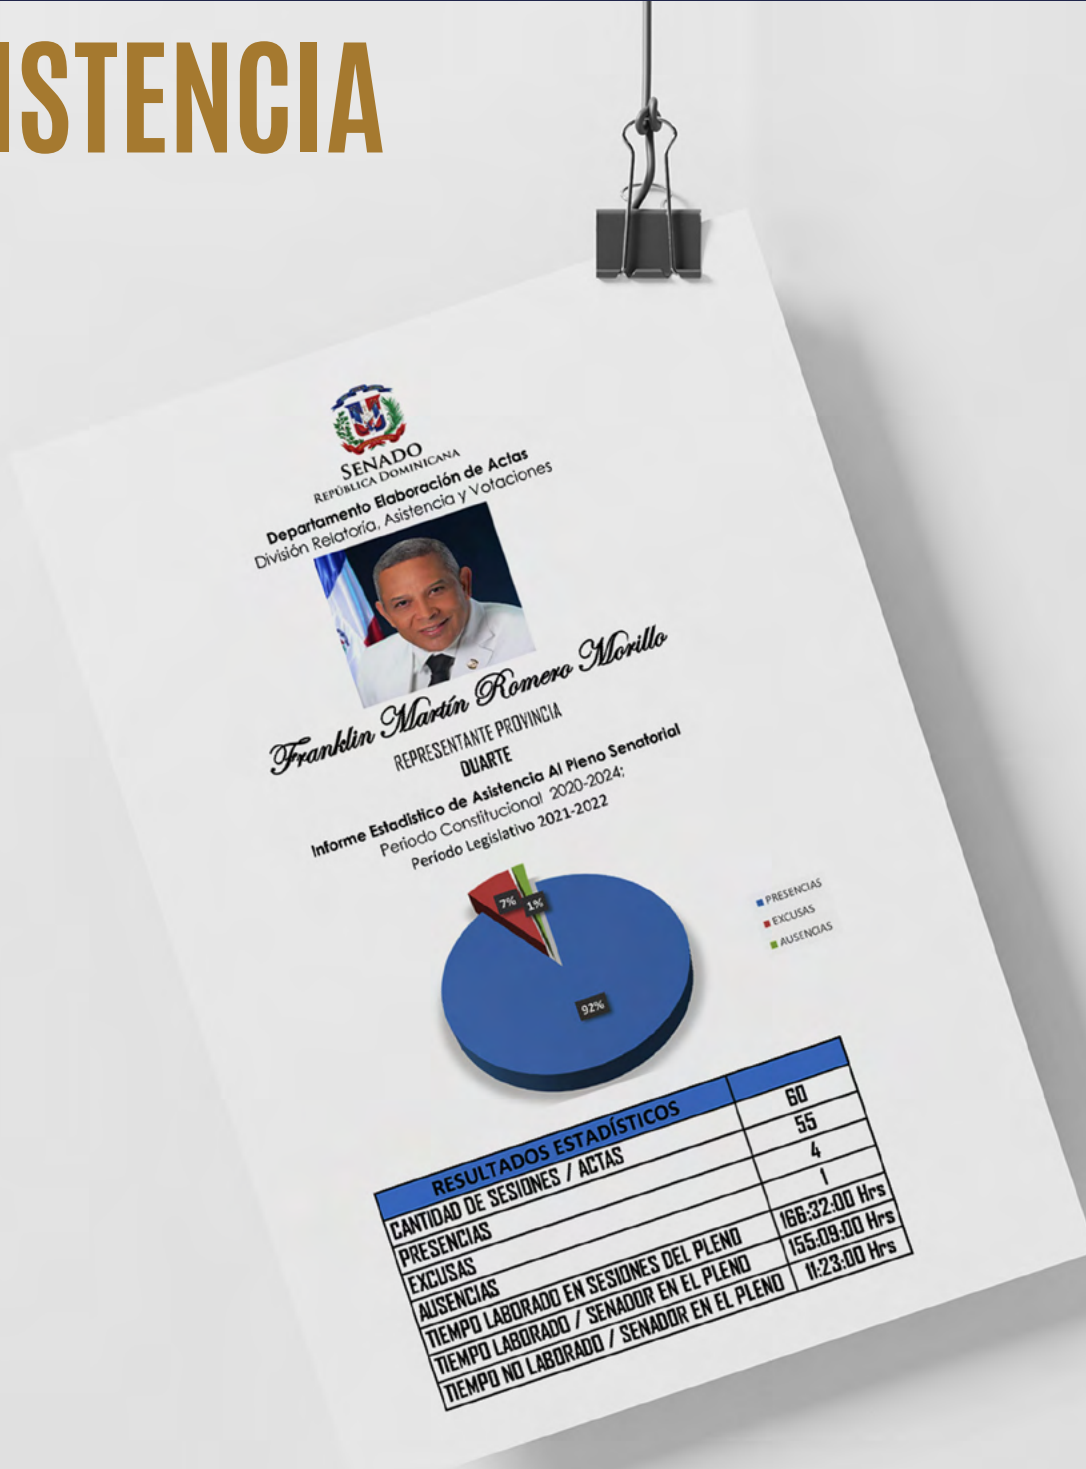 ISTENCIA
SENADO
REPÚBLICA DOMINICANA
Departamento Elaboración de Actas
División Relatoría, Asistencia y Votaciones
Franklin Martín Romero Morillo
REPRESENTANTE PROVINCIA
DUARTE
Informe Estadístico de Asistencia Al Pleno Senatorial
Periodo Constitucional 2020-2024;
Período Legislativo 2021-2022
7% 1%
92%
PRESENCIAS
EXCUSAS
AUSENCIAS
RESULTADOS ESTADÍSTICOS
CANTIDAD DE SESIONES / ACTAS 60
PRESENCIAS 55
EXCUSAS 4
AUSENCIAS 1
TIEMPO LABORADO EN SESIONES DEL PLENO 166:32:00 Hrs
TIEMPO LABORADO / SENADOR EN EL PLENO 155:09:00 Hrs
TIEMPO NO LABORADO / SENADOR EN EL PLENO 11:23:00 Hrs